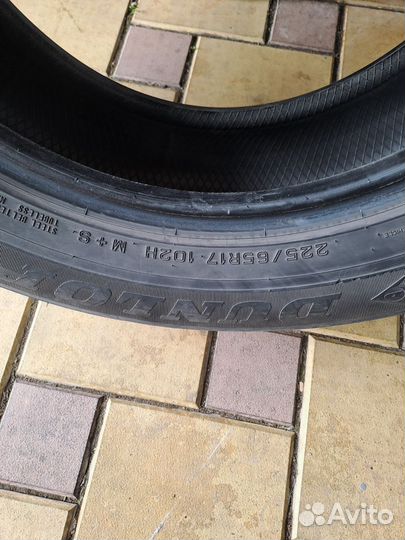 225/65R17 102H M+S
STEEL BELTED
TUBELESS
DUNLOP
Avito